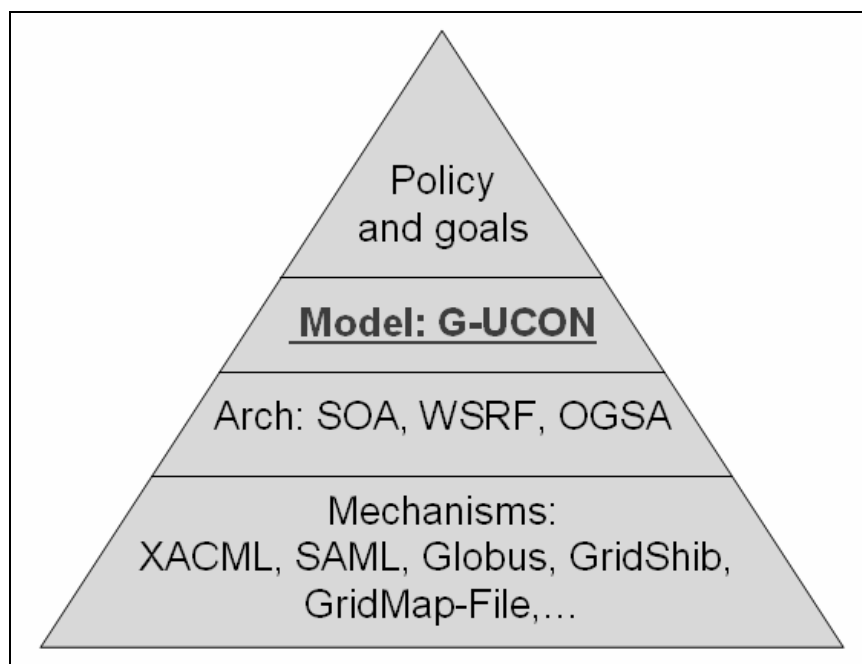 Policy
and goals
Model: G-UCON
Arch: SOA, WSRF, OGSA
Mechanisms:
XACML, SAML, Globus, GridShib,
GridMap-File,...